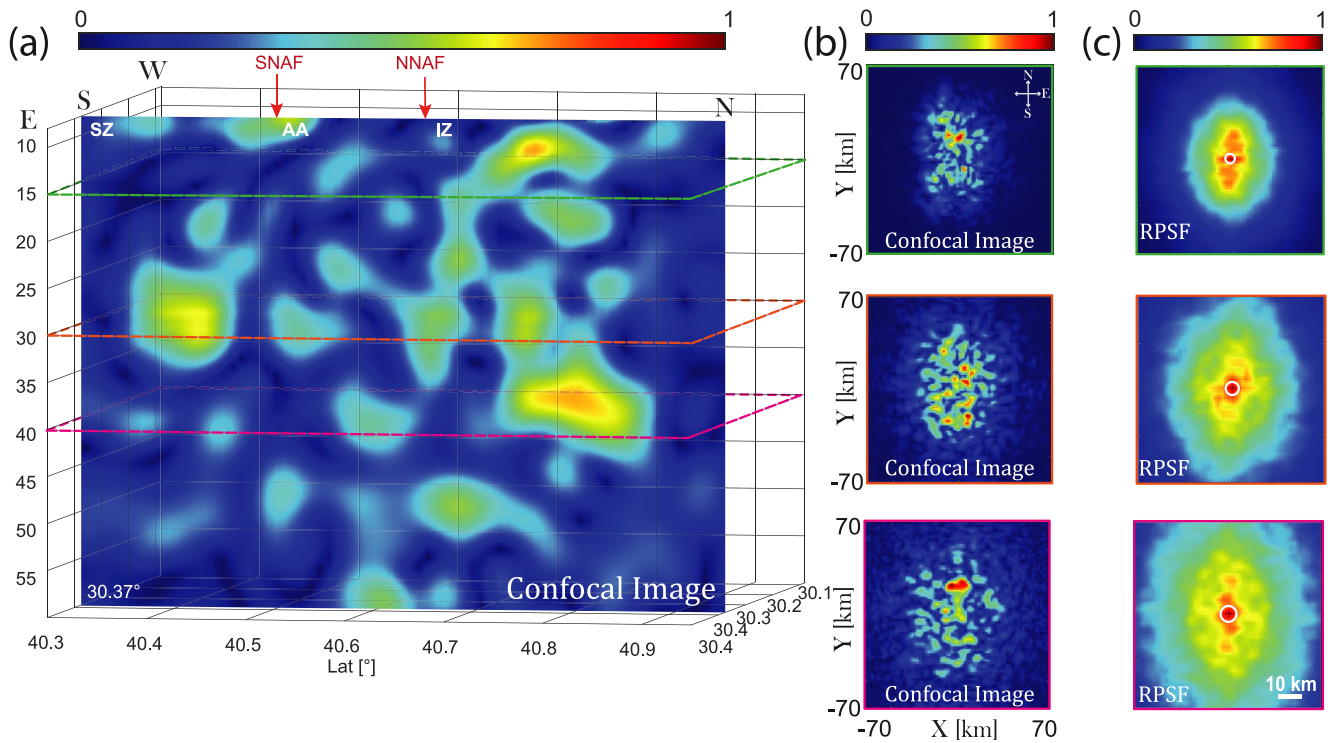 (a)
0
1
SNAF
NNAF
W
S
E
N
SZ
AA
IZ
10
15
20
25
30
35
40
45
50
55
30.37°
Confocal Image
30.1
30.2
30.3
30.4
40.3
40.4
40.5
40.6
40.7
40.8
40.9
Lat [°]
(b)
0
1
70
Y [km]
-70
N
E
S
Confocal Image
70
Y [km]
-70
Confocal Image
70
Y [km]
-70
Confocal Image
-70
X [km]
70
(c)
0
1
RPSF
RPSF
RPSF
10 km